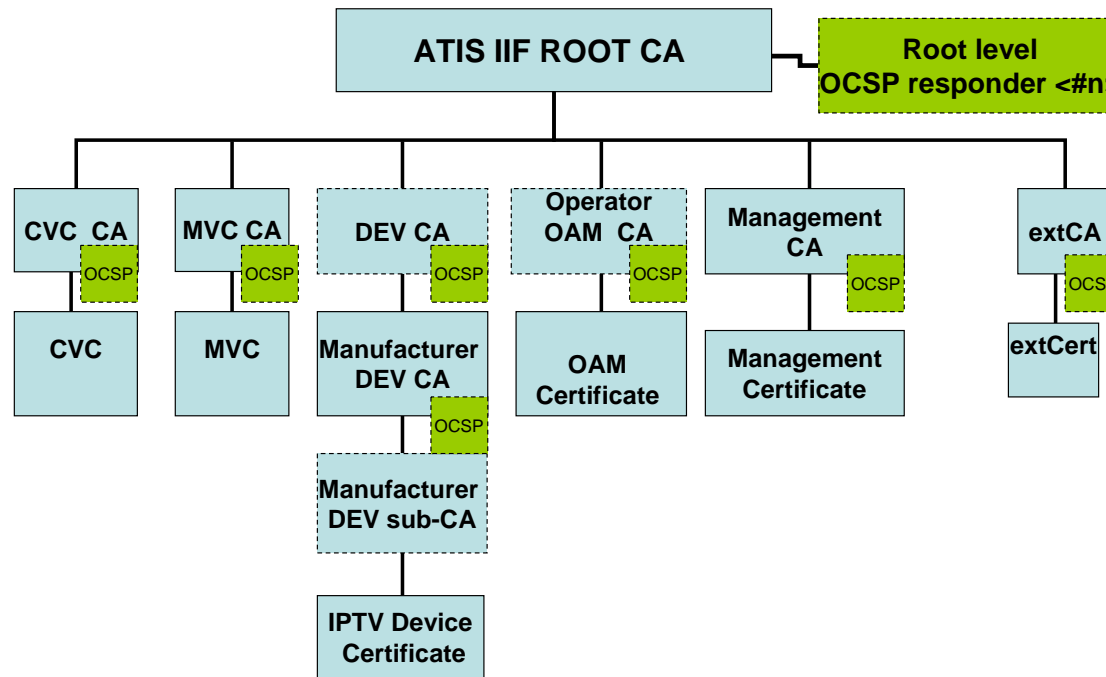 ATIS IIF ROOT CA
Root level
OCSP responder <#n
CVC CA
OCSP
MVC CA
OCSP
DEV CA
OCSP
Operator
OAM CA
OCSP
Management
CA
OCSP
extCA
OCS
CVC
MVC
Manufacturer
DEV CA
OCSP
OAM
Certificate
Management
Certificate
extCert
Manufacturer
DEV sub-CA
IPTV Device
Certificate